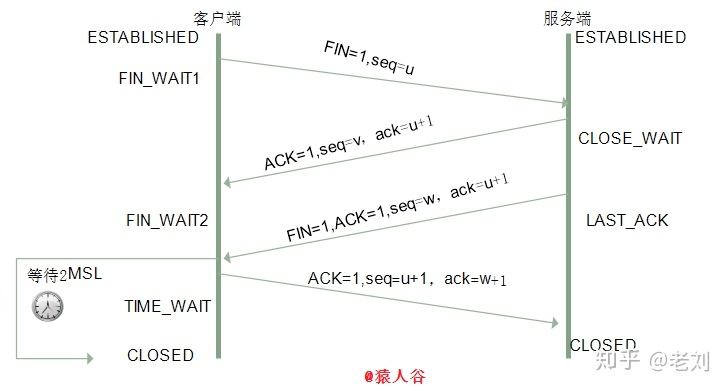 客户端
服务端
ESTABLISHED
ESTABLISHED
FIN=1,seq=u
FIN_WAIT1
ACK=1,seq=v，ack=u+1
CLOSE_WAIT
FIN=1,ACK=1,seq=w，ack=u+1
FIN_WAIT2
LAST_ACK
等待2MSL
ACK=1,seq=u+1，ack=w+1
TIME_WAIT
CLOSED
CLOSED
知乎 @老刘
@猿人谷